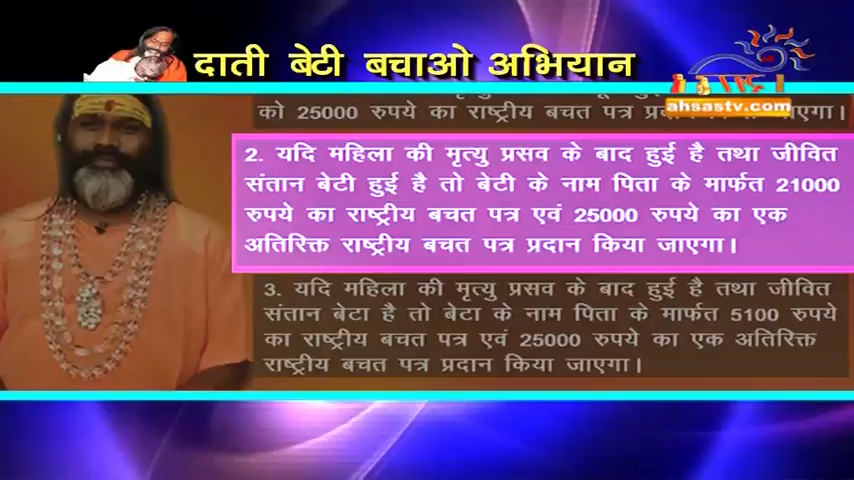 दाती बेटी बचाओ अभियान
ahsastv.com
को 25000 रुपये का राष्ट्रीय बचत पत्र
2. यदि महिला की मृत्यु प्रसव के बाद हुई है तथा जीवित
संतान बेटी हुई है तो बेटी के नाम पिता के मार्फत 21000
रुपये का राष्ट्रीय बचत पत्र एवं 25000 रुपये का एक
अतिरिक्त राष्ट्रीय बचत पत्र प्रदान किया जाएगा।
3. यदि महिला की मृत्यु प्रसव के बाद हुई है तथा जीवित
संतान बेटा है तो बेटा के नाम पिता के मार्फत 5100 रुपये
का राष्ट्रीय बचत पत्र एवं 25000 रुपये का एक अतिरिक्त
राष्ट्रीय बचत पत्र प्रदान किया जाएगा।